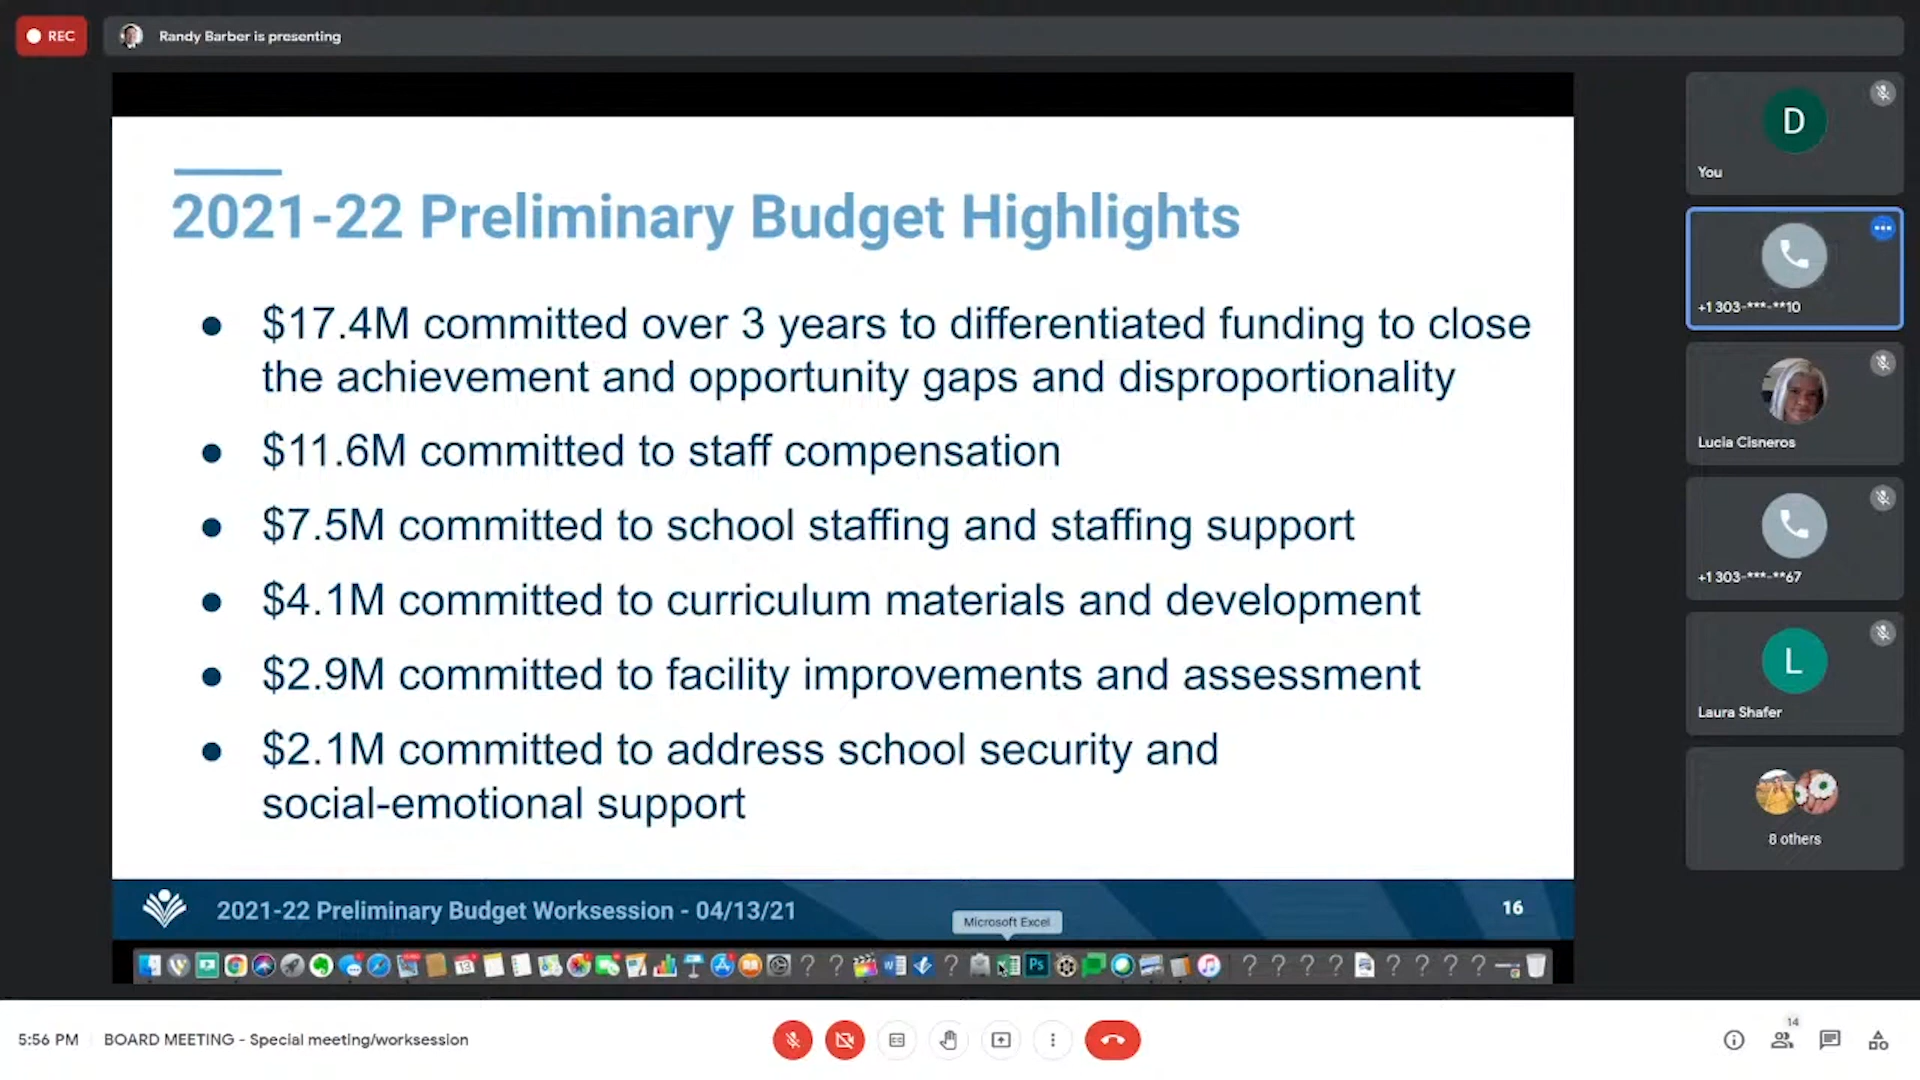 REC
Randy Barber is presenting
2021-22 Preliminary Budget Highlights
● $17.4M committed over 3 years to differentiated funding to close
the achievement and opportunity gaps and disproportionality
● $11.6M committed to staff compensation
● $7.5M committed to school staffing and staffing support
● $4.1M committed to curriculum materials and development
● $2.9M committed to facility improvements and assessment
● $2.1M committed to address school security and
social-emotional support
2021-22 Preliminary Budget Worksession - 04/13/21
16
Microsoft Excel
13
W
Ps
? ? ? ? ? ? ? ? ? ? ?
D
You
+1 303-***-**10
Lucia Cisneros
+1 303-***-**67
L
Laura Shafer
8 others
5:56 PM
BOARD MEETING - Special meeting/worksession
CC
14